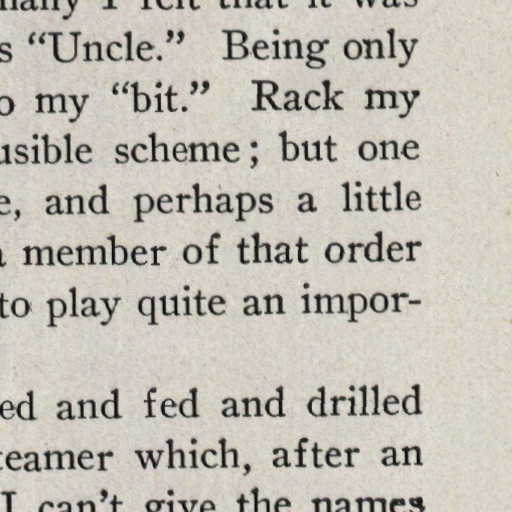 I felt that it was
s “Uncle.” Being only
o my “bit.” Rack my
usible scheme; but one
e, and perhaps a little
member of that order
to play quite an impor-
ed and fed and drilled
teamer which, after an
I can’t give the names